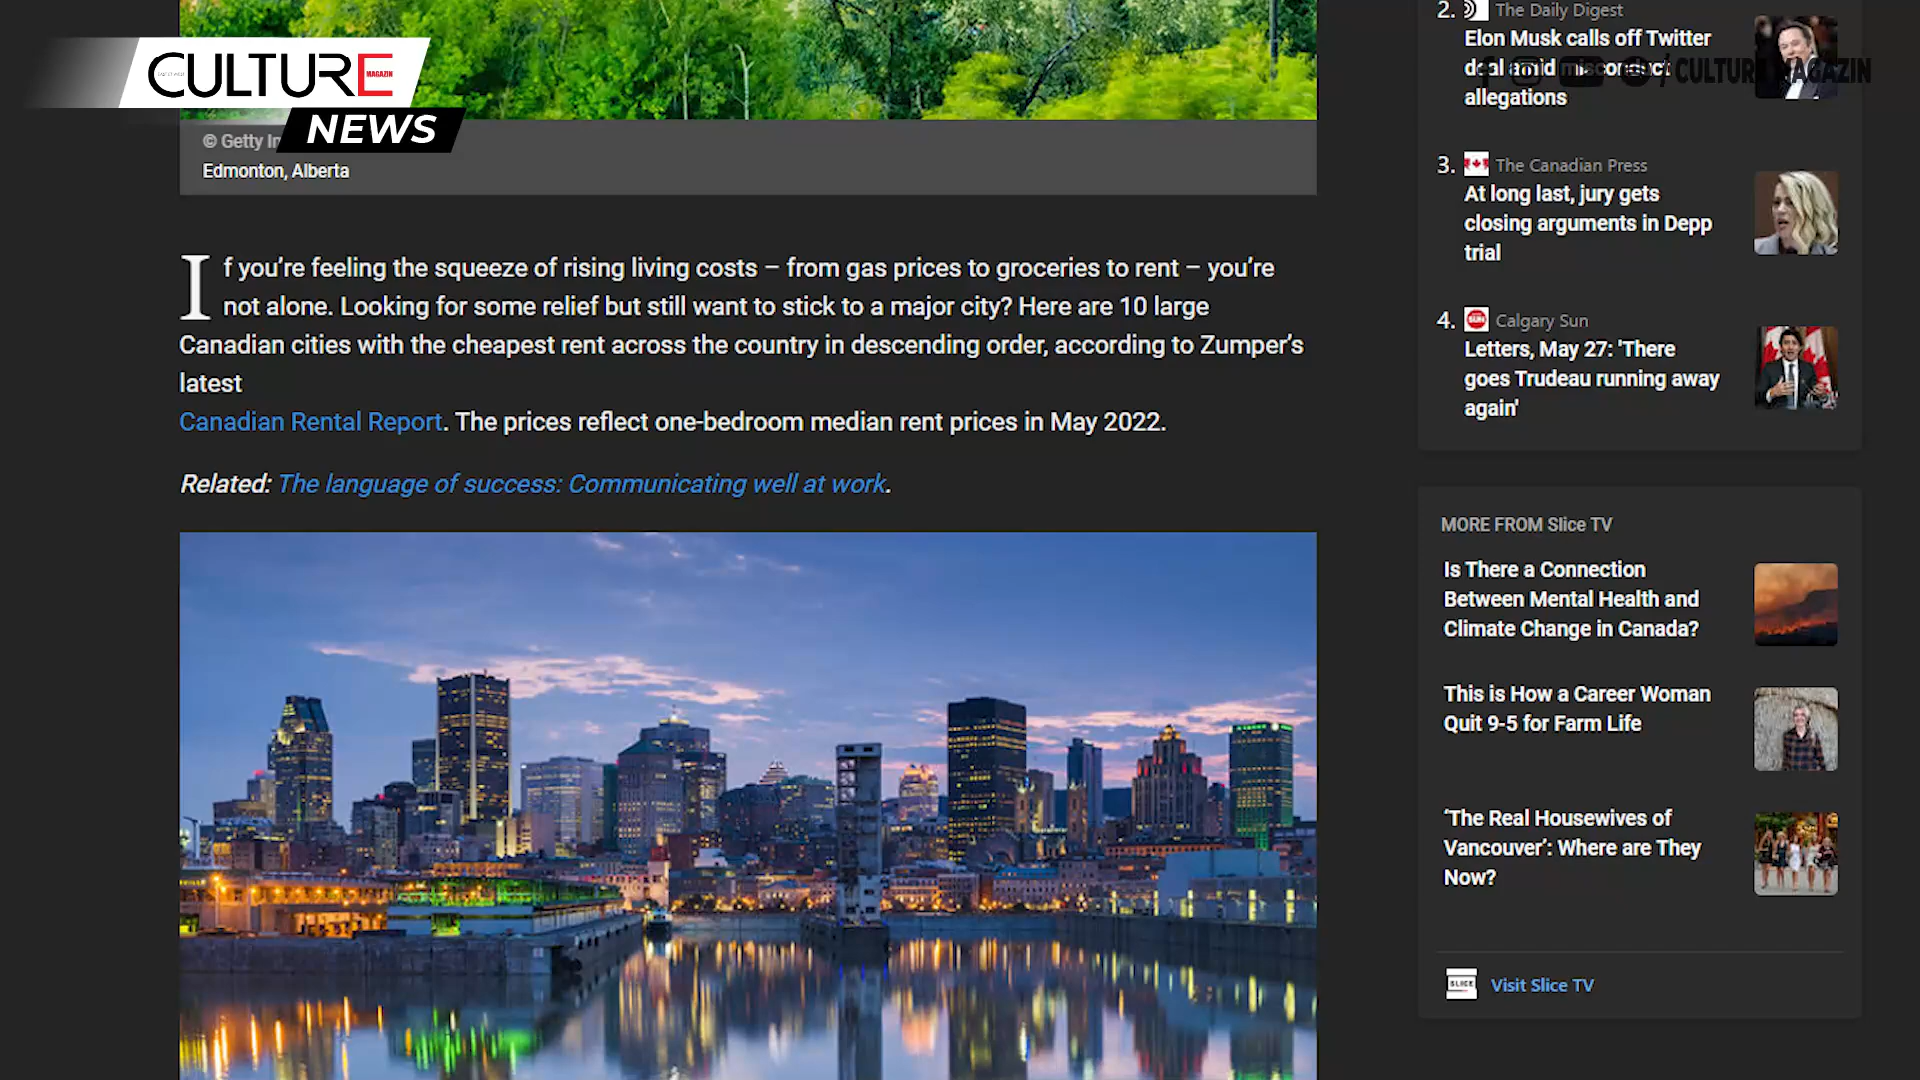 CULTURE
MAGAZIN
NEWS
© Getty
Edmonton, Alberta
If you're feeling the squeeze of rising living costs – from gas prices to groceries to rent – you're
not alone. Looking for some relief but still want to stick to a major city? Here are 10 large
Canadian cities with the cheapest rent across the country in descending order, according to Zumper's
latest
Canadian Rental Report. The prices reflect one-bedroom median rent prices in May 2022.
Related: The language of success: Communicating well at work.
2. The Daily Digest
Elon Musk calls off Twitter
deal amid misconduct
allegations
/ CULTURE MAGAZIN
3. The Canadian Press
At long last, jury gets
closing arguments in Depp
trial
4. Calgary Sun
Letters, May 27: 'There
goes Trudeau running away
again'
MORE FROM Slice TV
Is There a Connection
Between Mental Health and
Climate Change in Canada?
This is How a Career Woman
Quit 9-5 for Farm Life
‘The Real Housewives of
Vancouver’: Where are They
Now?
SLICE
Visit Slice TV